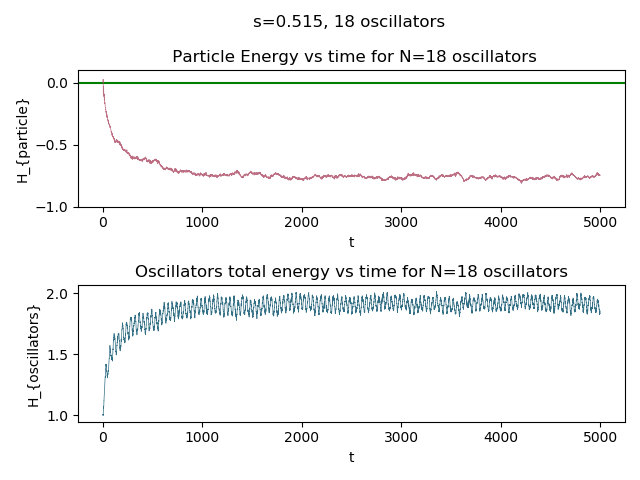 s=0.515, 18 oscillators
Particle Energy vs time for N=18 oscillators
0.0
−0.5
−1.0
H_{particle}
0 1000 2000 3000 4000 5000
t
Oscillators total energy vs time for N=18 oscillators
2.0
1.5
1.0
H_{oscillators}
0 1000 2000 3000 4000 5000
t